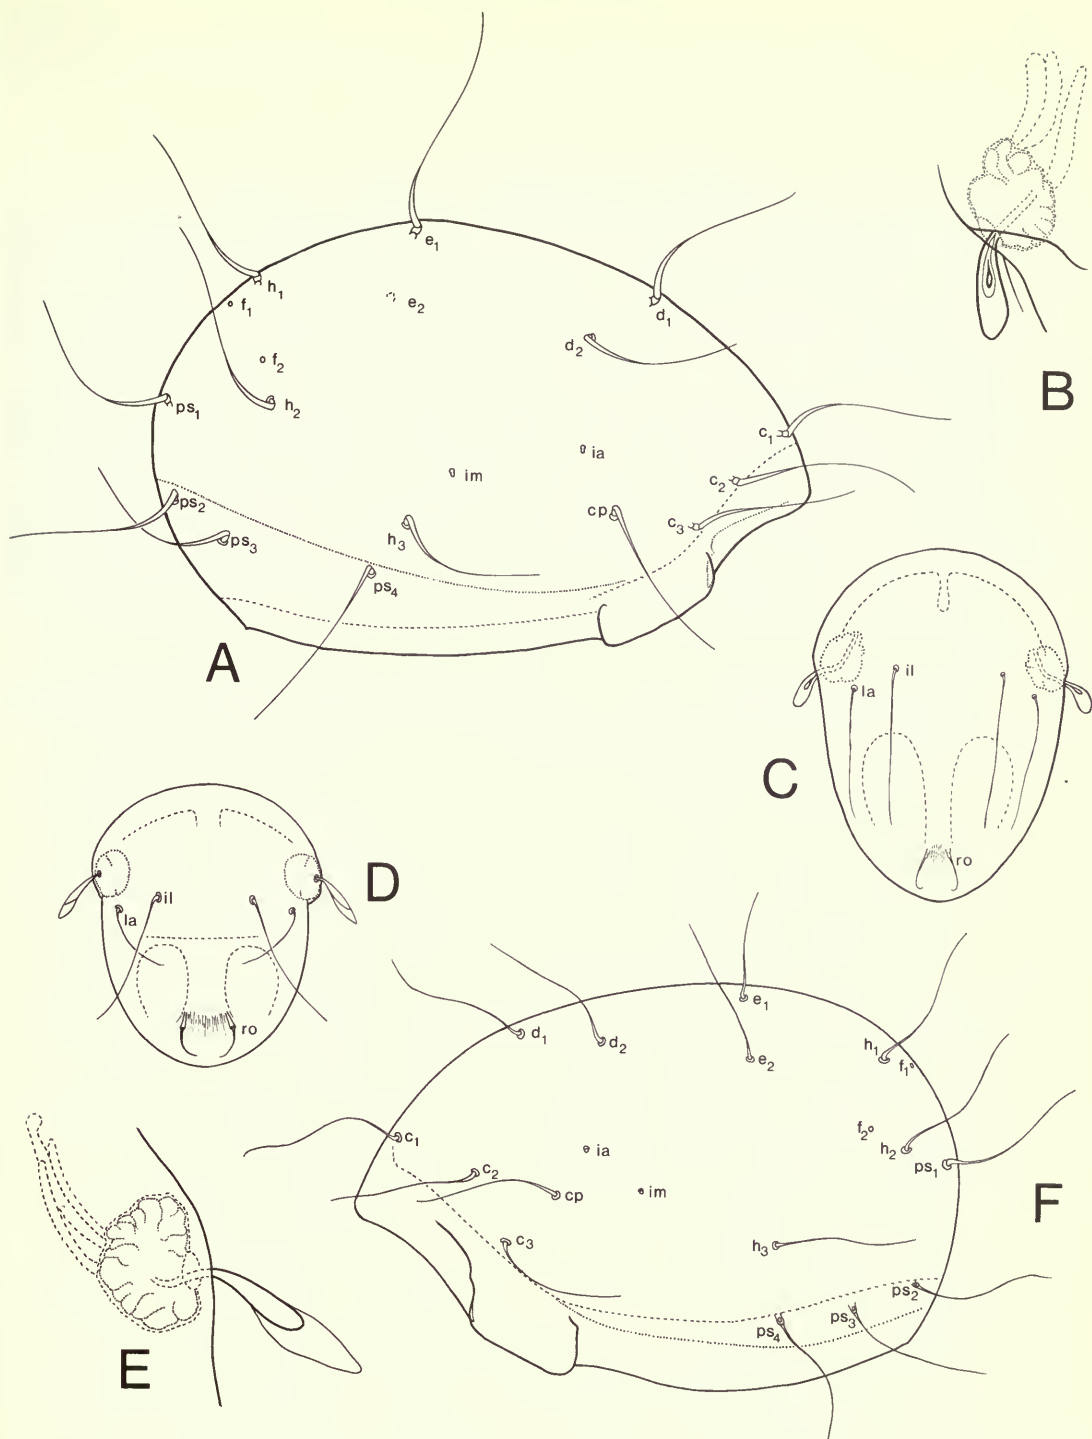 e1
h1
f1
e2
d1
f2
d2
ps1
h2
c1
ia
im
c2
ps2
cp
c3
ps3
h3
ps4
A
B
la
il
ro
C
la
il
ro
D
e1
d1
d2
h1
e2
f1
f2
c1
h2
ia
ps1
c2
cp
im
c3
h3
ps2
ps3
ps4
F
E